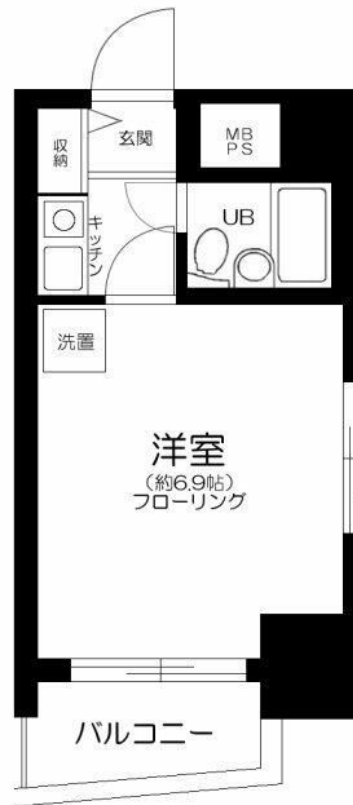 玄関
MB
PS
収納
キッチン
UB
洗置
洋室
(約6.9帖)
フローリング
バルコニー